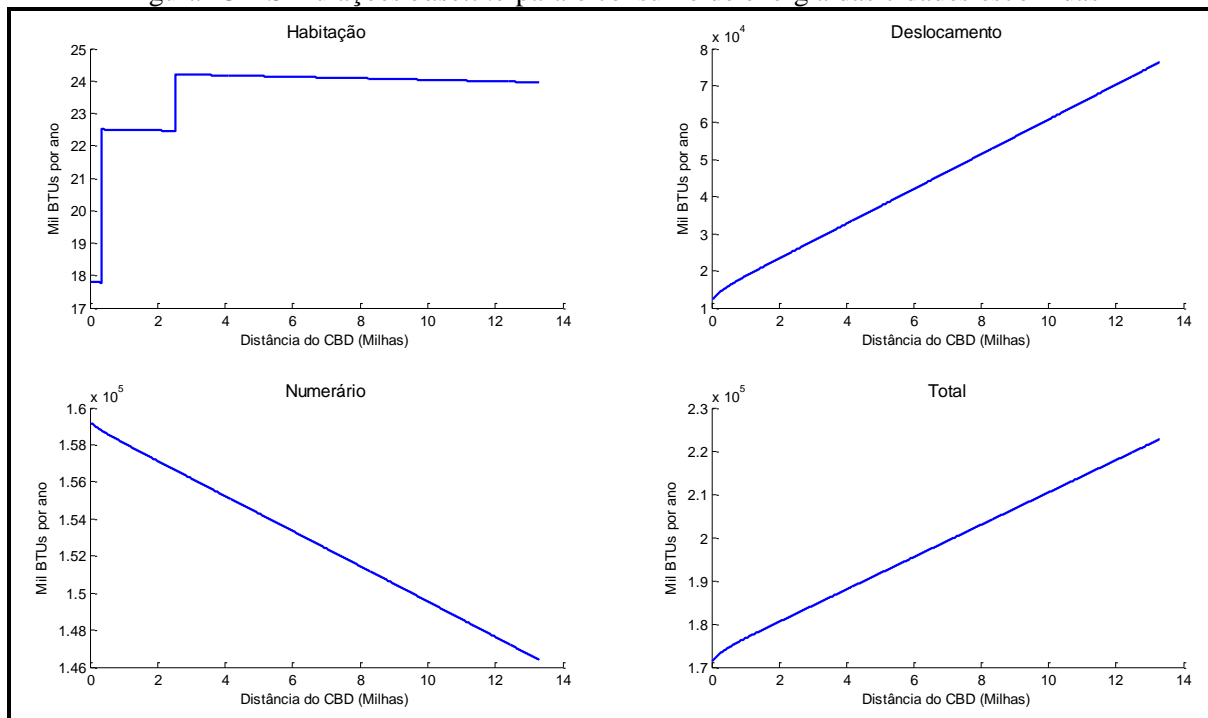 Habitação
25
24
23
22
21
20
19
18
17
Mil BTUs por ano
0 2 4 6 8 10 12 14
Distância do CBD (Milhas)
Deslocamento
x 10^4
8
7
6
5
4
3
2
1
Mil BTUs por ano
0 2 4 6 8 10 12 14
Distância do CBD (Milhas)
Numerário
x 10^5
1.6
1.58
1.56
1.54
1.52
1.5
1.48
1.46
Mil BTUs por ano
0 2 4 6 8 10 12 14
Distância do CBD (Milhas)
Total
x 10^5
2.3
2.2
2.1
2
1.9
1.8
1.7
Mil BTUs por ano
0 2 4 6 8 10 12 14
Distância do CBD (Milhas)